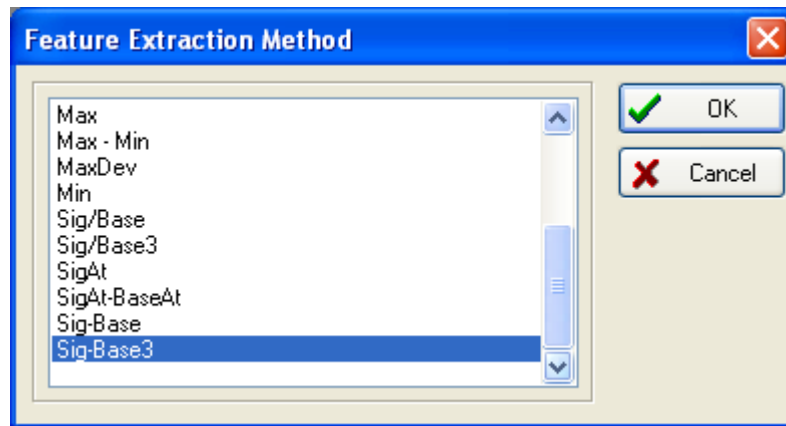 Feature Extraction Method
Max
Max - Min
MaxDev
Min
Sig/Base
Sig/Base3
SigAt
SigAt-BaseAt
Sig-Base
Sig-Base3
OK
Cancel